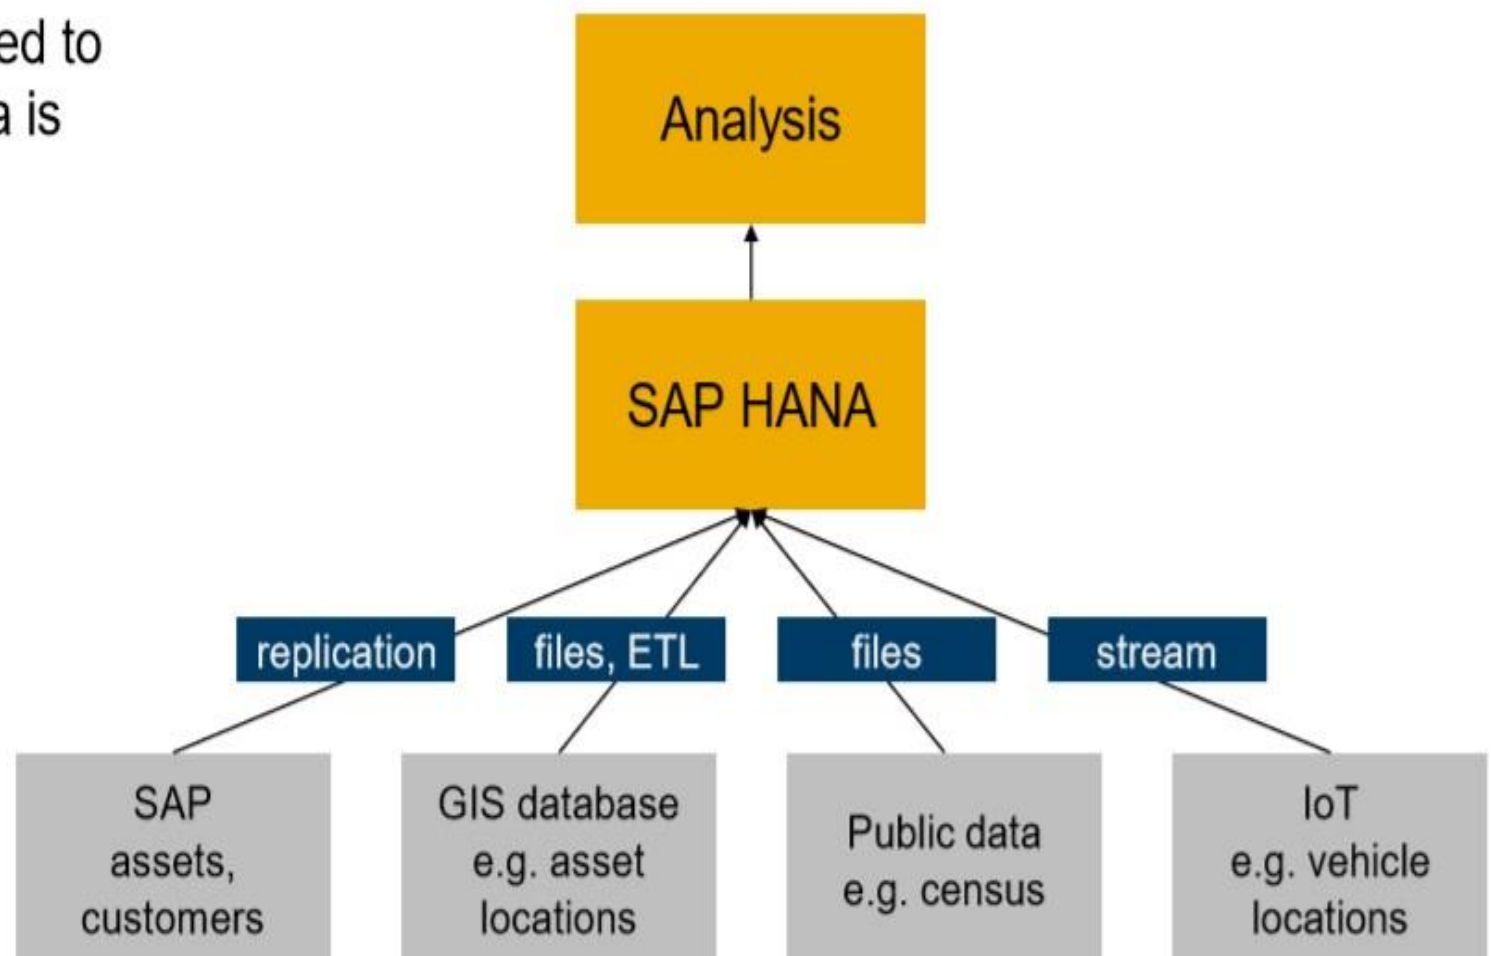 ed to
a is
Analysis
SAP HANA
replication
files, ETL
files
stream
SAP
assets,
customers
GIS database
e.g. asset
locations
Public data
e.g. census
IoT
e.g. vehicle
locations